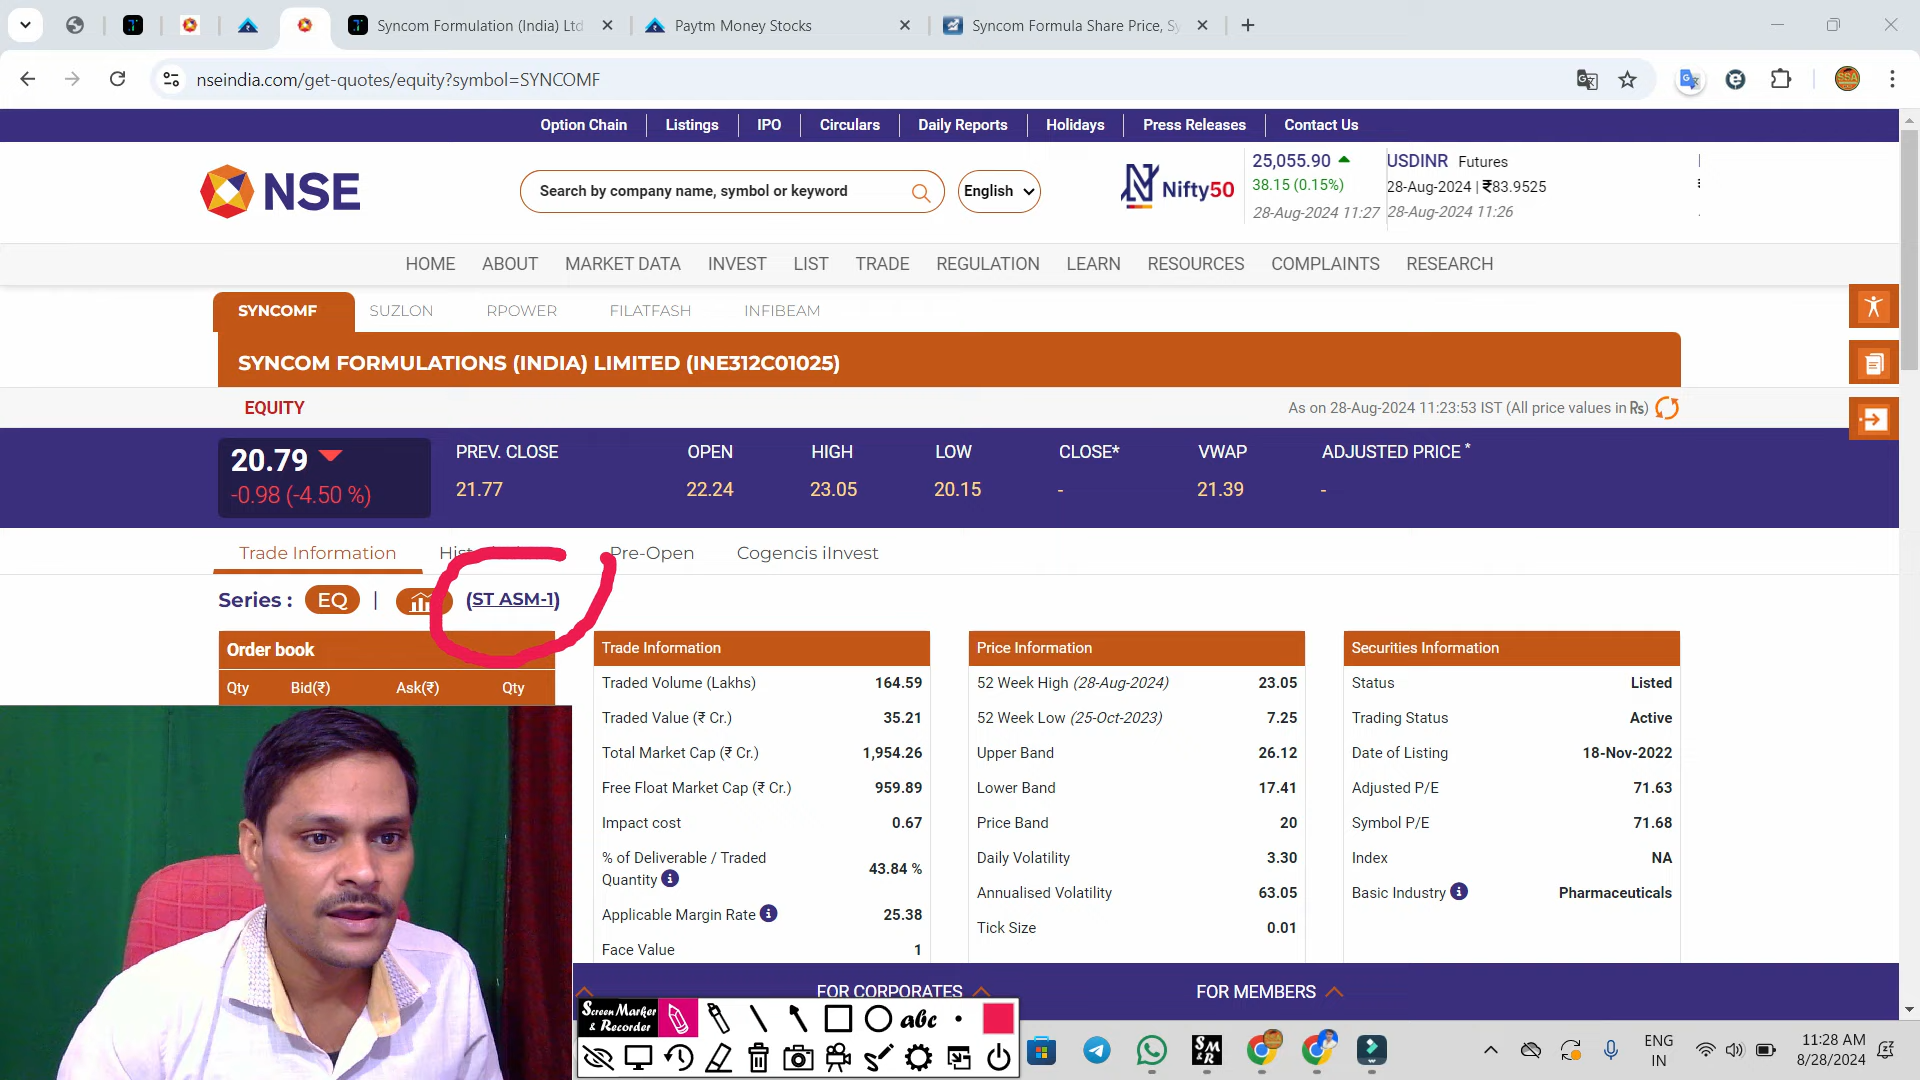 Syncom Formulation (India) Ltd
Paytm Money Stocks
Syncom Formula Share Price, Sy
nseindia.com/get-quotes/equity?symbol=SYNCOMF
SSA
Option Chain
Listings
IPO
Circulars
Daily Reports
Holidays
Press Releases
Contact Us
NSE
Search by company name, symbol or keyword
English
Nifty50
25,055.90
38.15 (0.15%)
28-Aug-2024 11:27
USDINR Futures
28-Aug-2024 | ₹83.9525
28-Aug-2024 11:26
HOME ABOUT MARKET DATA INVEST LIST TRADE REGULATION LEARN RESOURCES COMPLAINTS RESEARCH
SYNCOMF SUZLON RPOWER FILATFASH INFIBEAM
SYNCOM FORMULATIONS (INDIA) LIMITED (INE312C01025)
EQUITY
As on 28-Aug-2024 11:23:53 IST (All price values in Rs)
20.79
-0.98 (-4.50 %)
PREV. CLOSE OPEN HIGH LOW CLOSE* VWAP ADJUSTED PRICE *
21.77 22.24 23.05 20.15 - 21.39 -
Trade Information
Pre-Open
Cogencis iInvest
Series : EQ | (ST ASM-1)
Order book
Qty Bid(₹) Ask(₹) Qty
Trade Information
Traded Volume (Lakhs) 164.59
Traded Value (₹ Cr.) 35.21
Total Market Cap (₹ Cr.) 1,954.26
Free Float Market Cap (₹ Cr.) 959.89
Impact cost 0.67
% of Deliverable / Traded
Quantity 43.84 %
Applicable Margin Rate 25.38
Face Value 1
Price Information
52 Week High (28-Aug-2024) 23.05
52 Week Low (25-Oct-2023) 7.25
Upper Band 26.12
Lower Band 17.41
Price Band 20
Daily Volatility 3.30
Annualised Volatility 63.05
Tick Size 0.01
Securities Information
Status Listed
Trading Status Active
Date of Listing 18-Nov-2022
Adjusted P/E 71.63
Symbol P/E 71.68
Index NA
Basic Industry Pharmaceuticals
FOR CORPORATES
FOR MEMBERS
Screen Marker
& Recorder
abc
SM
&R
ENG
IN
11:28 AM
8/28/2024